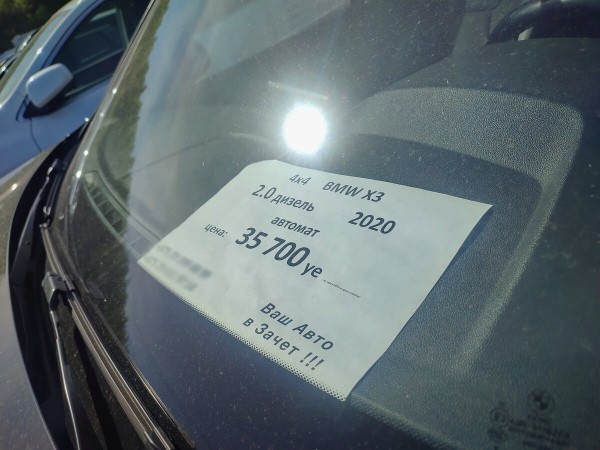 4x4 BMW X3
2.0 дизель 2020
автомат
цена: 35 700 уе
Ваш Авто
в Зачет !!!